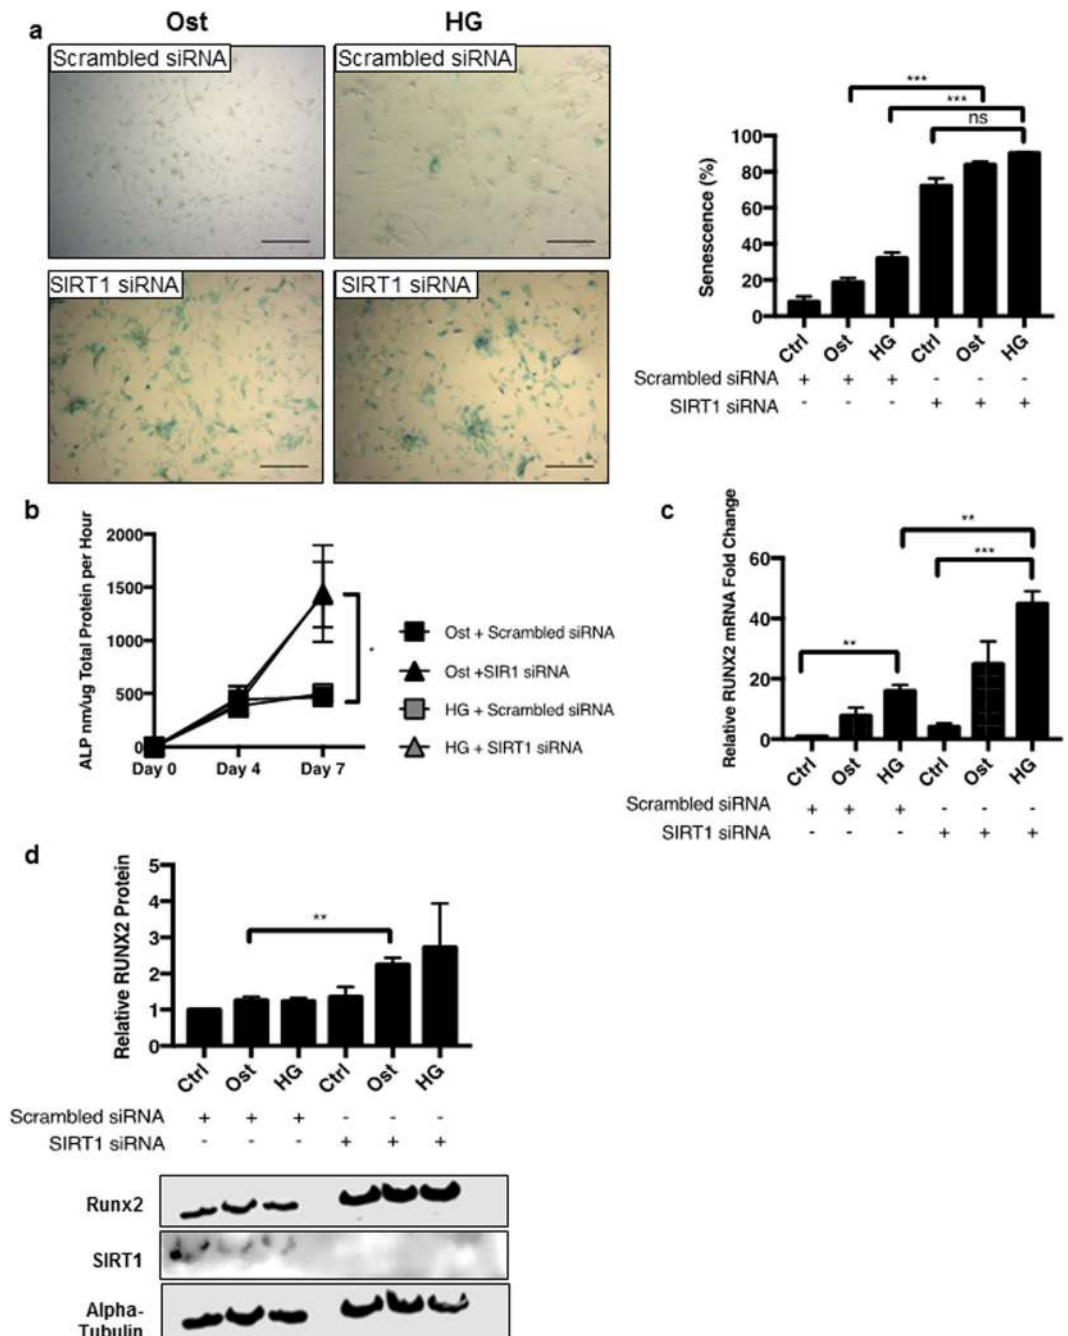 a
Ost
HG
Scrambled siRNA
Scrambled siRNA
SIRT1 siRNA
SIRT1 siRNA
***
***
ns
Senescence (%)
100
80
60
40
20
0
Ctrl Ost HG Ctrl Ost HG
Scrambled siRNA + + + - - -
SIRT1 siRNA - - - + + +
b
ALP nm/ug Total Protein per Hour
2000
1500
1000
500
0
Day 0 Day 4 Day 7
*
Ost + Scrambled siRNA
Ost +SIR1 siRNA
HG + Scrambled siRNA
HG + SIRT1 siRNA
c
Relative RUNX2 mRNA Fold Change
**
***
**
60
40
20
0
Ctrl Ost HG Ctrl Ost HG
Scrambled siRNA + + + - - -
SIRT1 siRNA - - - + + +
d
Relative RUNX2 Protein
5
4
3
2
1
0
**
Ctrl Ost HG Ctrl Ost HG
Scrambled siRNA + + + - - -
SIRT1 siRNA - - - + + +
Runx2
SIRT1
Alpha-
Tubulin